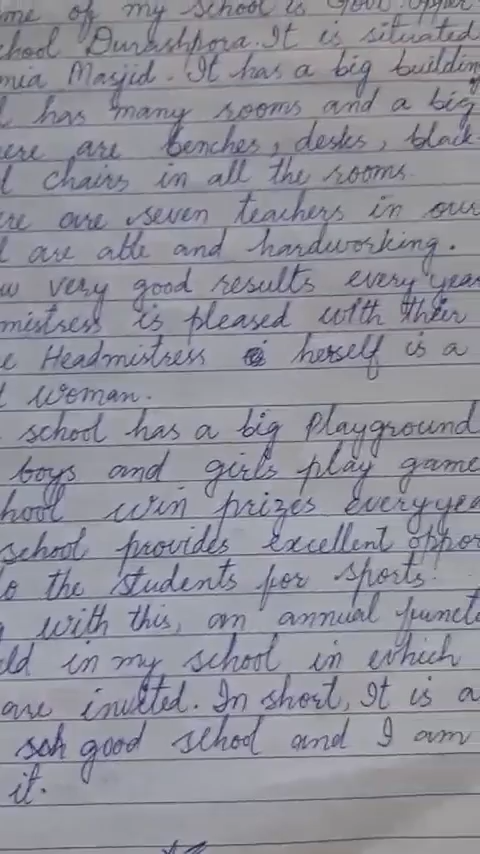 me of my school is Govt. Upper
chool Durashpora. It is situated
mia Masjid. It has a big building
l has many rooms and a big
ere are benches, desks, black-
d chairs in all the rooms.
ere are seven teachers in our
l are able and hardworking.
w very good results every year
mistress is pleased with their
e Headmistress herself is a
d woman.
school has a big Playground
boys and girls play game
hool win prizes everyyea
school provides excellent oppor
o the students for sports.
g with this, an annual functi
ld in my school in which
are invited. In short, It is a
soh good school and I am
it.